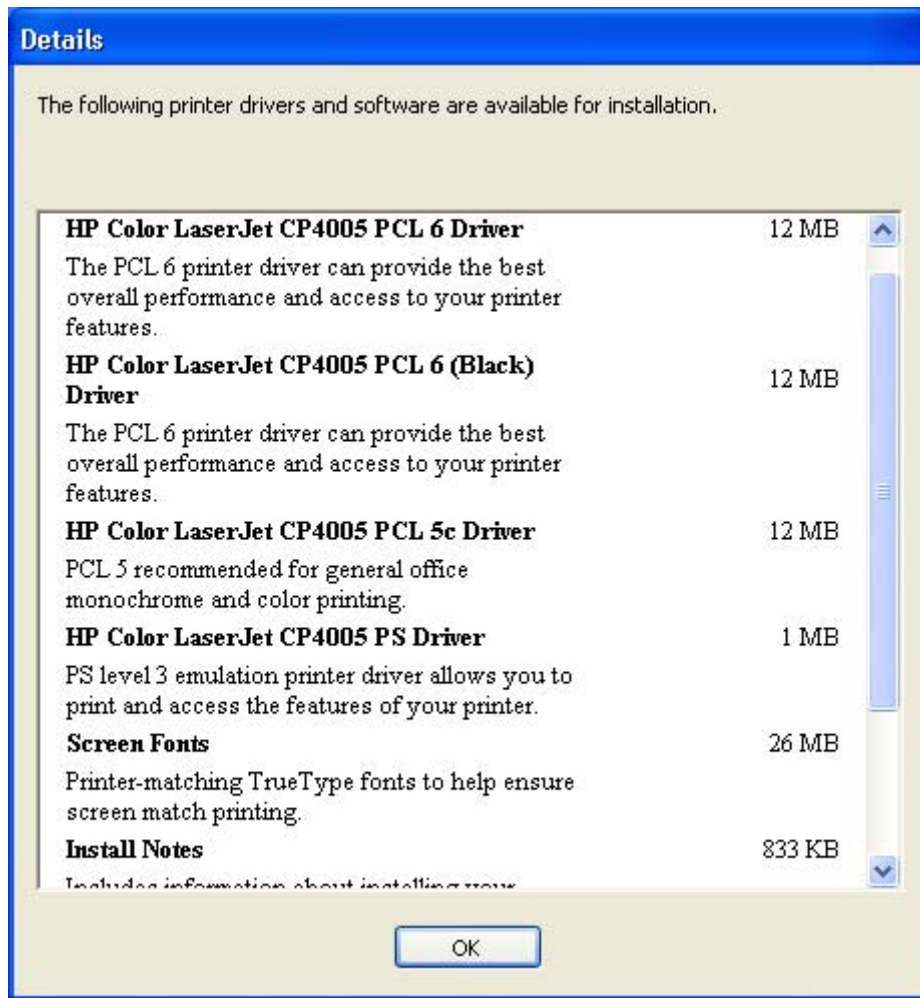 Details
The following printer drivers and software are available for installation.
HP Color LaserJet CP4005 PCL 6 Driver 12 MB
The PCL 6 printer driver can provide the best
overall performance and access to your printer
features.
HP Color LaserJet CP4005 PCL 6 (Black)
Driver 12 MB
The PCL 6 printer driver can provide the best
overall performance and access to your printer
features.
HP Color LaserJet CP4005 PCL 5c Driver 12 MB
PCL 5 recommended for general office
monochrome and color printing.
HP Color LaserJet CP4005 PS Driver 1 MB
PS level 3 emulation printer driver allows you to
print and access the features of your printer.
Screen Fonts 26 MB
Printer-matching TrueType fonts to help ensure
screen match printing.
Install Notes 833 KB
Includes information about installing your
OK